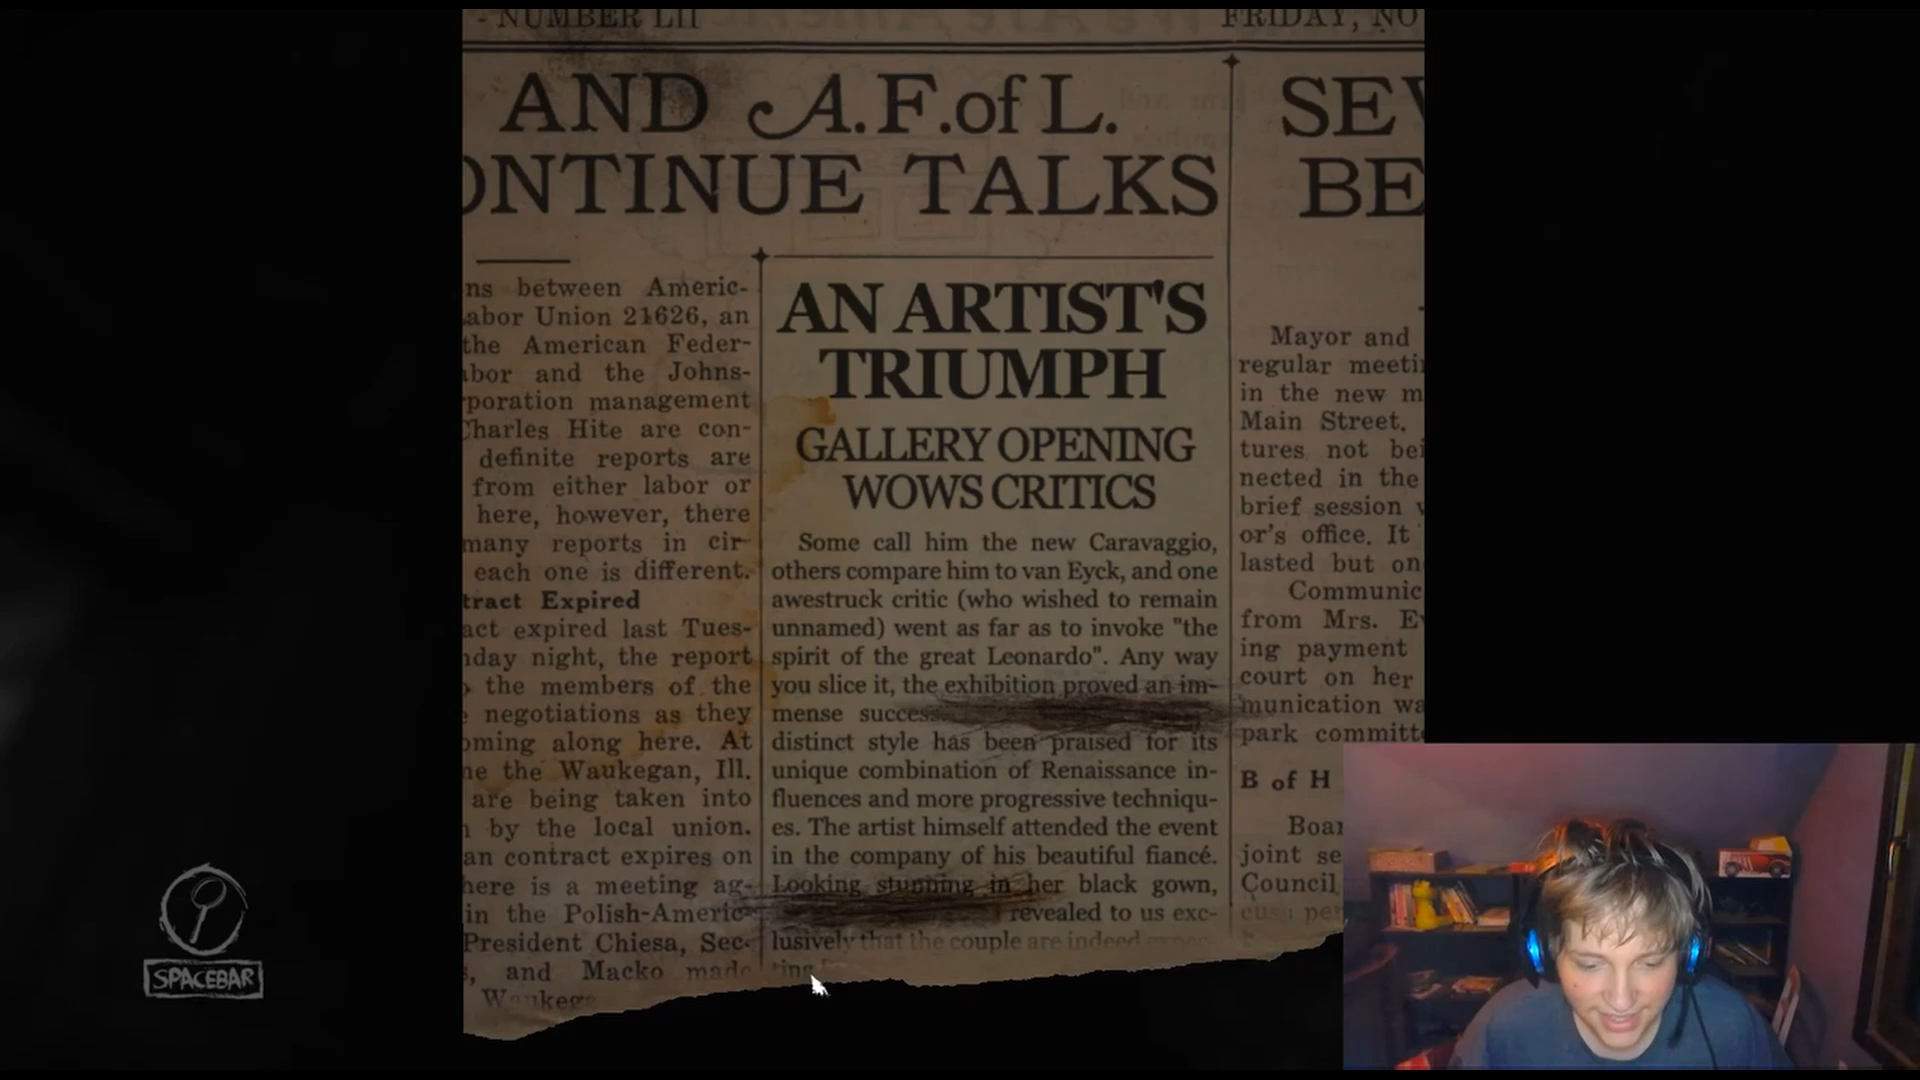 - NUMBER LII
FRIDAY, NO
AND A.F.of L.
ONTINUE TALKS
ns between Americ-
abor Union 21626, an
the American Feder-
bor and the Johns-
poration management
Charles Hite are con-
definite reports are
from either labor or
here, however, there
many reports in cir-
each one is different.
tract Expired
act expired last Tues-
day night, the report
the members of the
negotiations as they
oming along here. At
the Waukegan, Ill.
are being taken into
by the local union.
an contract expires on
here is a meeting ag-
in the Polish-Americ-
President Chiesa, Sec-
, and Macko made
Waukega
AN ARTIST'S
TRIUMPH
GALLERY OPENING
WOWS CRITICS
Some call him the new Caravaggio,
others compare him to van Eyck, and one
awestruck critic (who wished to remain
unnamed) went as far as to invoke "the
spirit of the great Leonardo". Any way
you slice it, the exhibition proved an im-
mense success
distinct style has been praised for its
unique combination of Renaissance in-
fluences and more progressive techniqu-
es. The artist himself attended the event
in the company of his beautiful fiancé.
Looking stunning in her black gown,
revealed to us exc-
lusively that the couple are indeed expec-
ting
SEV
BE
Mayor and
regular meeti
in the new m
Main Street.
tures not bei
nected in the
brief session
or's office. It
lasted but on
Communic
from Mrs. Ev
ing payment
court on her
munication wa
park committ
B of H
Boar
joint se
Council
SPACEBAR